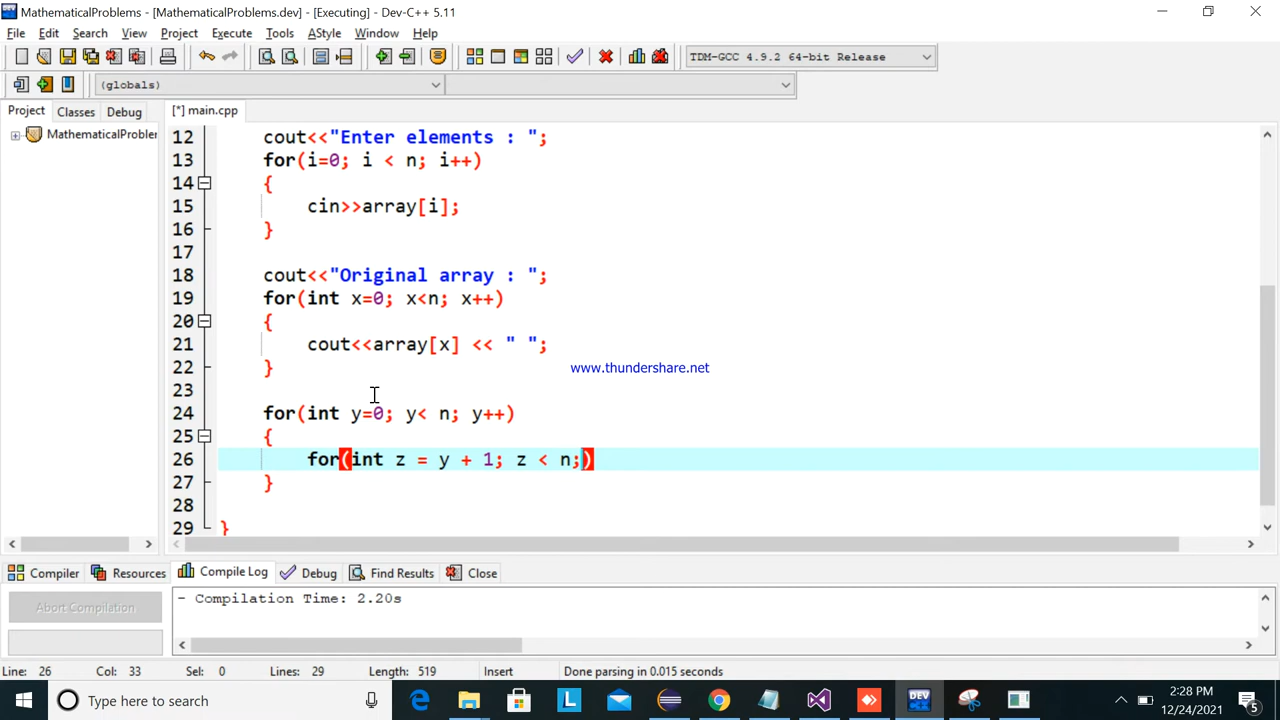 MathematicalProblems - [MathematicalProblems.dev] - [Executing] - Dev-C++ 5.11
File Edit Search View Project Execute Tools AStyle Window Help
TDM-GCC 4.9.2 64-bit Release
(globals)
Project Classes Debug [*] main.cpp
MathematicalProblem
12 cout<<"Enter elements : ";
13 for(i=0; i < n; i++)
14 {
15 cin>>array[i];
16 }
17
18 cout<<"Original array : ";
19 for(int x=0; x<n; x++)
20 {
21 cout<<array[x] << " ";
22 }
www.thundershare.net
23
24 for(int y=0; y< n; y++)
25 {
26 for(int z = y + 1; z < n;)
27 }
28
29 }
Compiler Resources Compile Log Debug Find Results Close
Abort Compilation
- Compilation Time: 2.20s
Line: 26 Col: 33 Sel: 0 Lines: 29 Length: 519 Insert Done parsing in 0.015 seconds
Type here to search
DEV
2:28 PM
12/24/2021
5